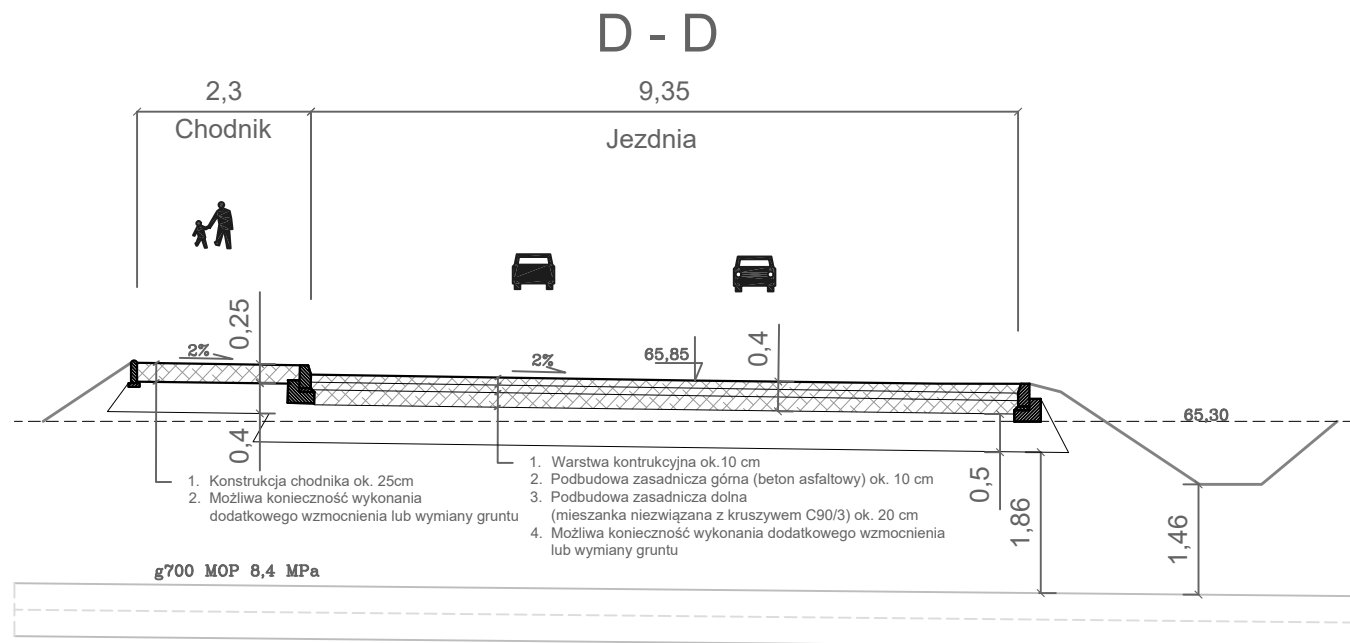 D - D
2,3
9,35
Chodnik
Jezdnia
0,25
2%
2%
65,85
0,4
65,30
0,4
1. Konstrukcja chodnika ok. 25cm
2. Możliwa konieczność wykonania
dodatkowego wzmocnienia lub wymiany gruntu
1. Warstwa kontrukcyjna ok.10 cm
2. Podbudowa zasadnicza górna (beton asfaltowy) ok. 10 cm
3. Podbudowa zasadnicza dolna
(mieszanka niezwiązana z kruszywem C90/3) ok. 20 cm
4. Możliwa konieczność wykonania dodatkowego wzmocnienia
lub wymiany gruntu
0,5
1,86
1,46
g700 MOP 8,4 MPa